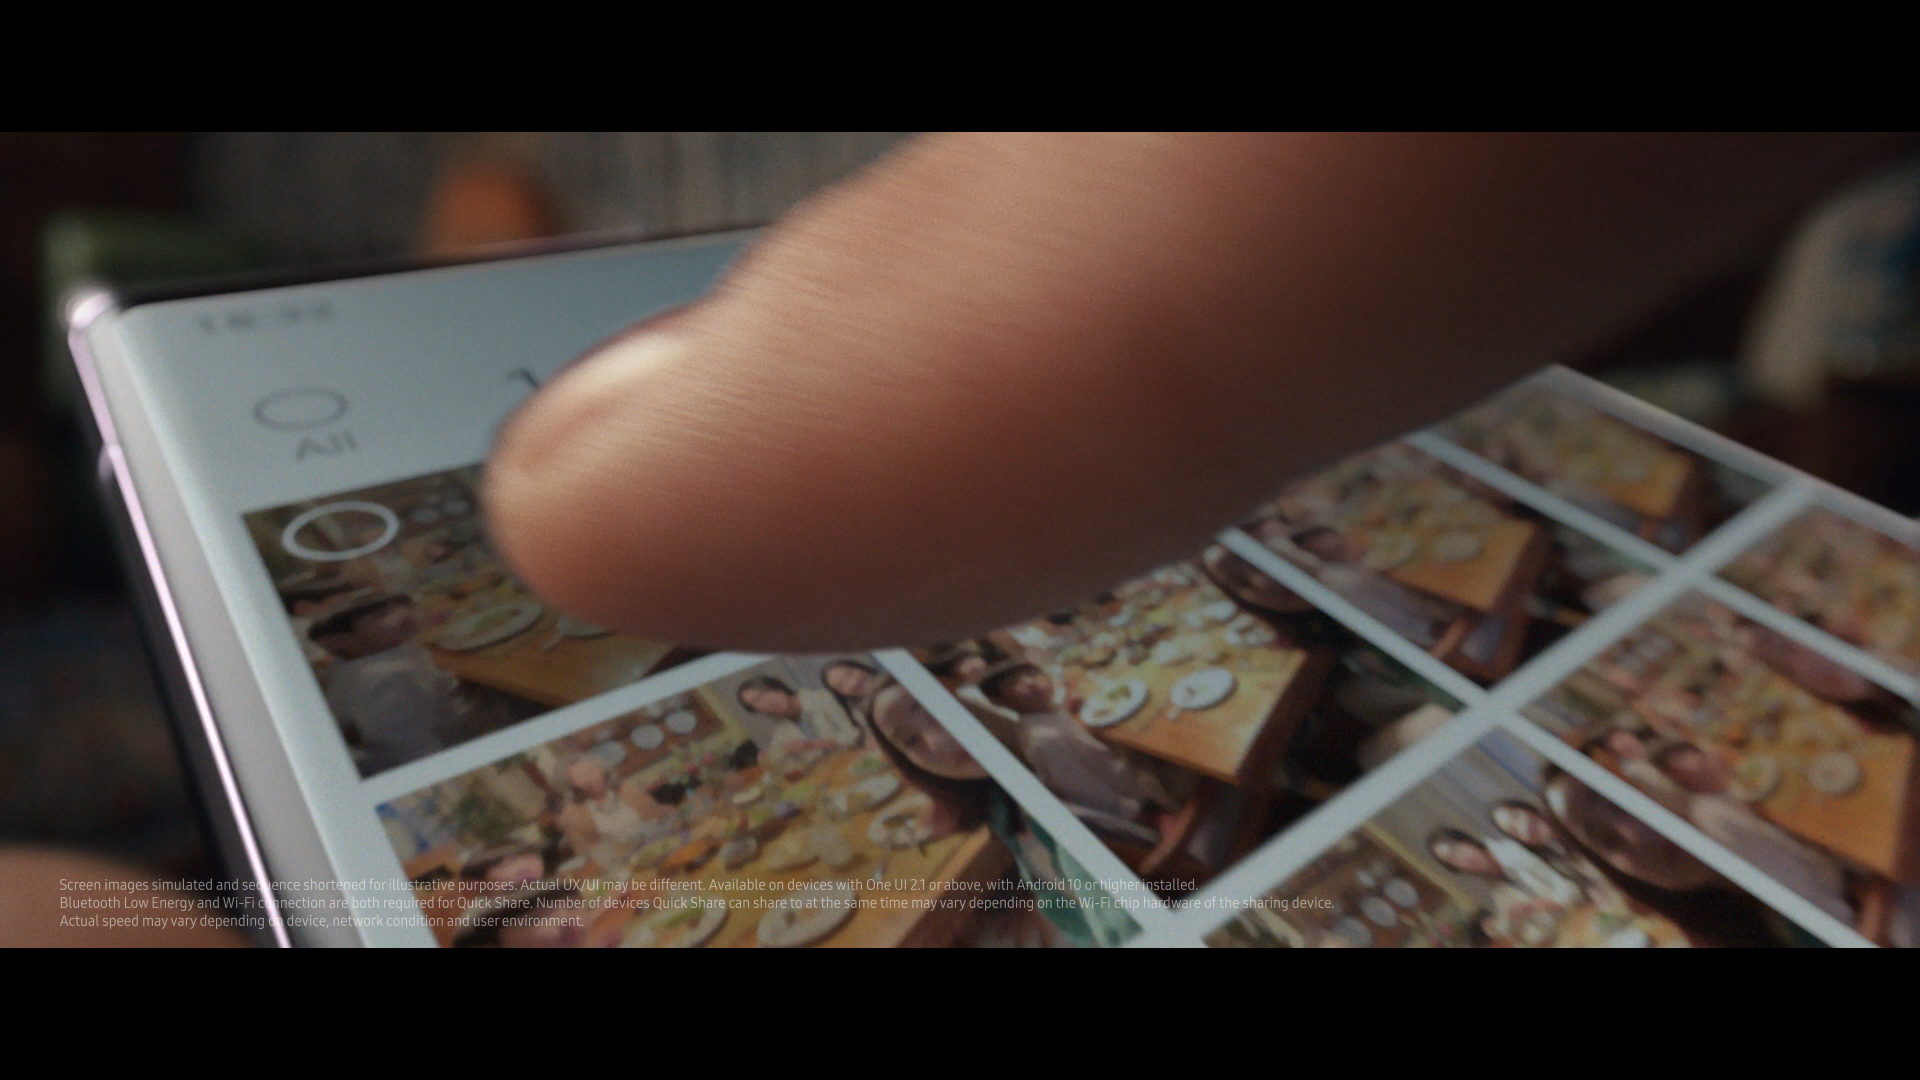 All
Screen images simulated and sequence shortened for illustrative purposes. Actual UX/UI may be different. Available on devices with One UI 2.1 or above, with Android 10 or higher installed.
Bluetooth Low Energy and Wi-Fi connection are both required for Quick Share. Number of devices Quick Share can share to at the same time may vary depending on the Wi-Fi chip hardware of the sharing device.
Actual speed may vary depending on device, network condition and user environment.